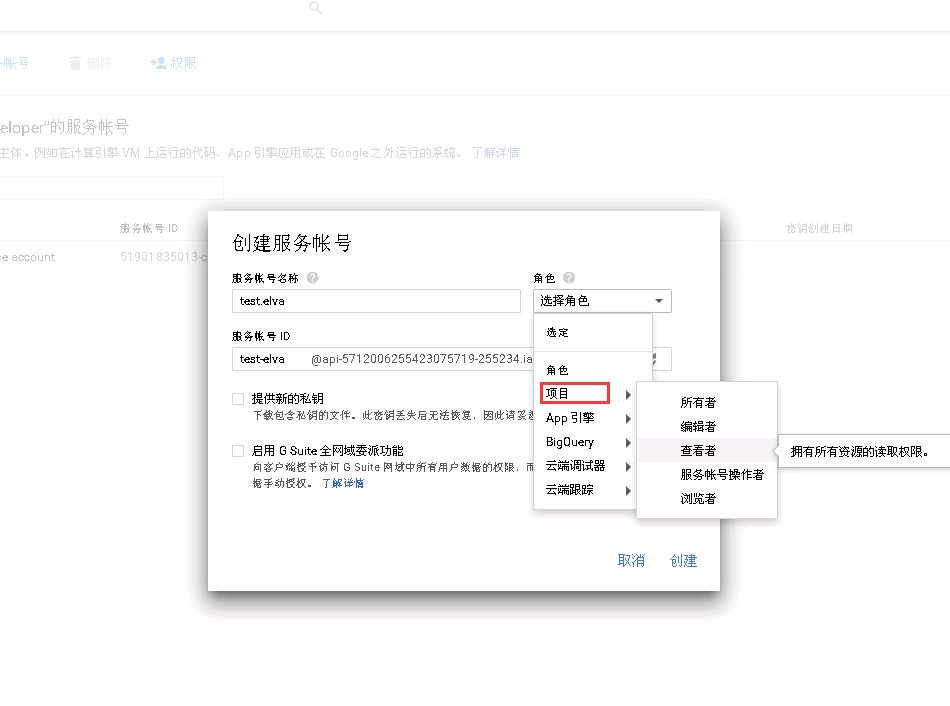 帐号
删除
权限
eloper”的服务帐号
主体，例如在计算引擎 VM 上运行的代码、App 引擎应用或在 Google 之外运行的系统。 了解详情
服务帐号 ID
密钥创建日期
ce account
51901835013-c
创建服务帐号
服务帐号名称
角色
test.elva
选择角色
选定
服务帐号 ID
test-elva @api-5712006255423075719-255234.ia
角色
项目
App 引擎
BigQuery
云端调试器
云端跟踪
所有者
编辑者
查看者
服务帐号操作者
浏览者
拥有所有资源的读取权限。
提供新的私钥
下载包含私钥的文件。此密钥丢失后无法恢复，因此请妥
启用 G Suite 全网域委派功能
向客户端授予访问 G Suite 网域中所有用户数据的权限，而
据手动授权。 了解详情
取消
创建